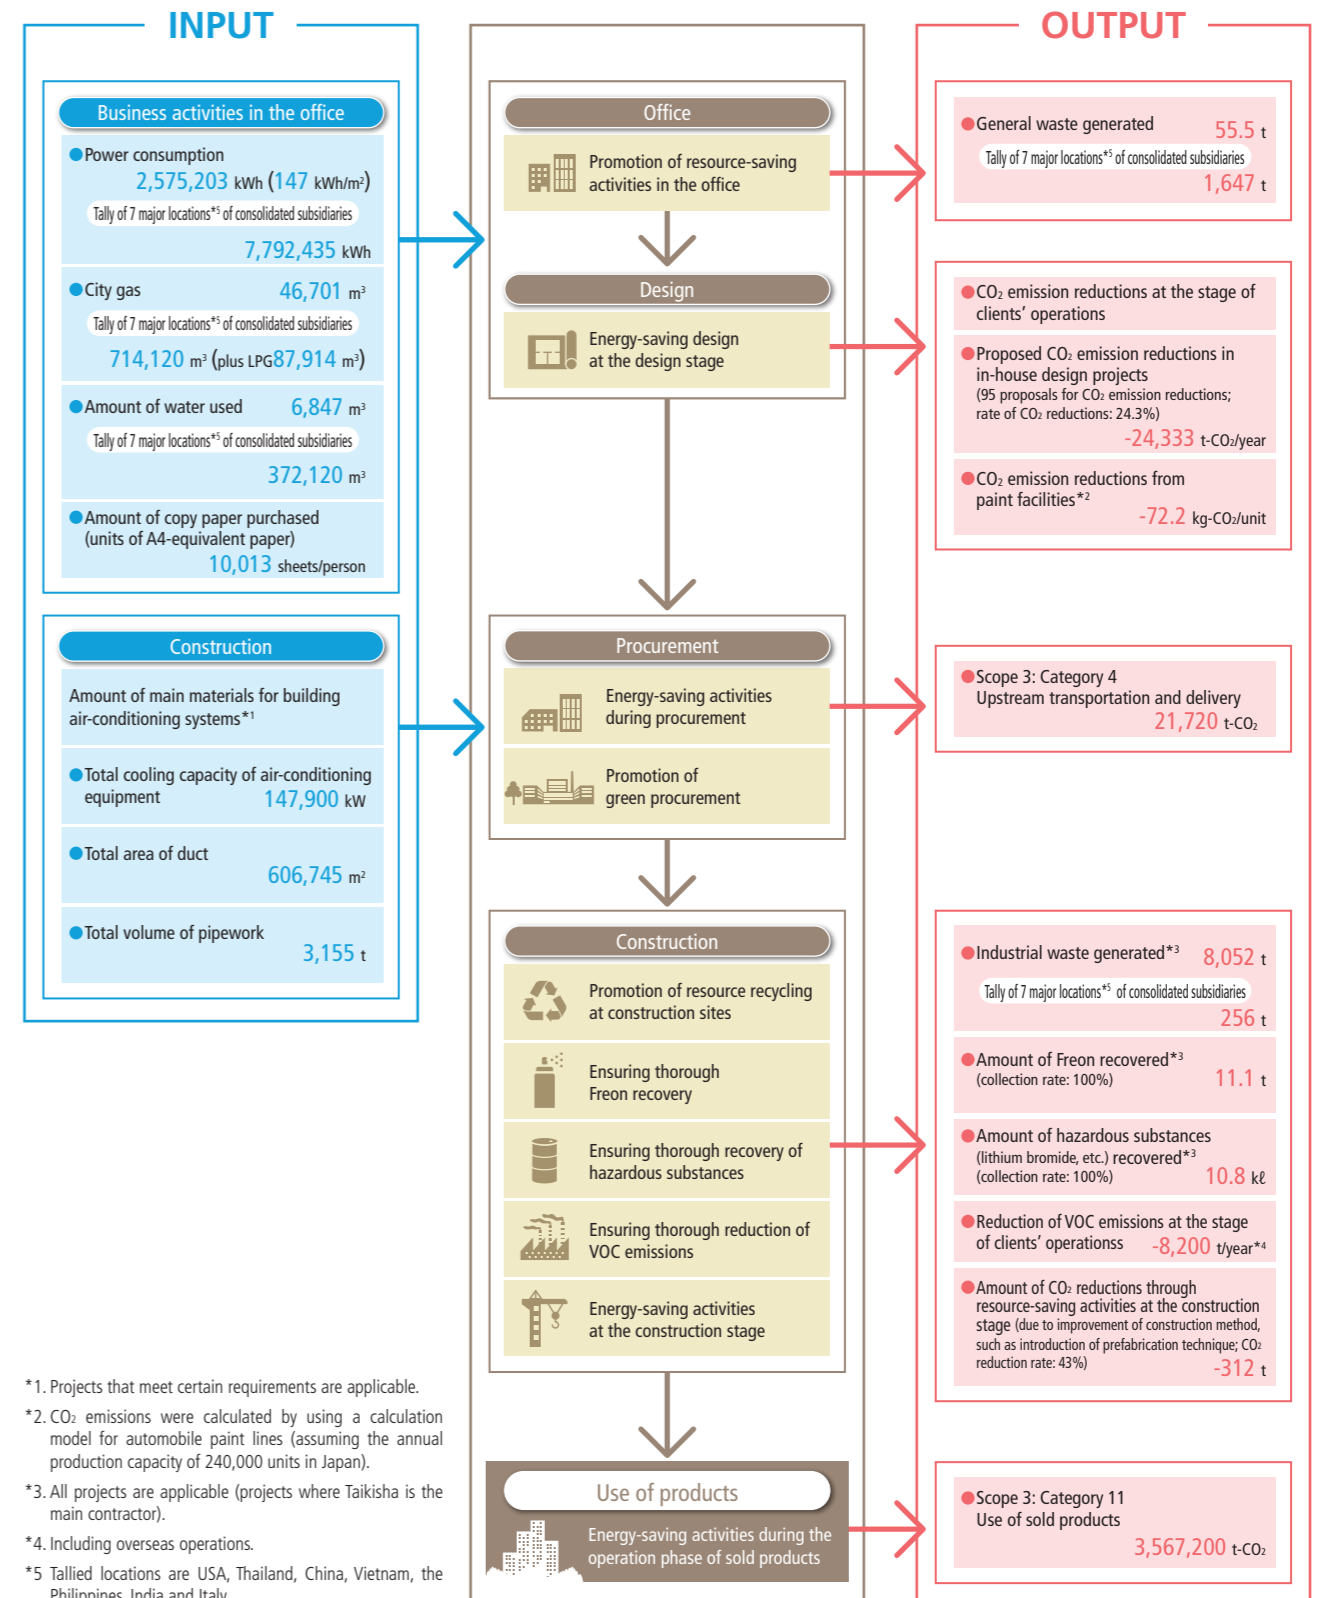 INPUT
Business activities in the office
●Power consumption
2,575,203 kWh (147 kWh/m²)
Tally of 7 major locations*⁵ of consolidated subsidiaries
7,792,435 kWh
●City gas 46,701 m³
Tally of 7 major locations*⁵ of consolidated subsidiaries
714,120 m³ (plus LPG87,914 m³)
●Amount of water used 6,847 m³
Tally of 7 major locations*⁵ of consolidated subsidiaries
372,120 m³
●Amount of copy paper purchased
(units of A4-equivalent paper)
10,013 sheets/person
Construction
Amount of main materials for building
air-conditioning systems*¹
●Total cooling capacity of air-conditioning
equipment 147,900 kW
●Total area of duct
606,745 m²
●Total volume of pipework
3,155 t
Office
Promotion of resource-saving
activities in the office
Design
Energy-saving design
at the design stage
Procurement
Energy-saving activities
during procurement
Promotion of
green procurement
Construction
Promotion of resource recycling
at construction sites
Ensuring thorough
Freon recovery
Ensuring thorough recovery of
hazardous substances
Ensuring thorough reduction of
VOC emissions
Energy-saving activities
at the construction stage
Use of products
Energy-saving activities during the
operation phase of sold products
OUTPUT
●General waste generated 55.5 t
Tally of 7 major locations*⁵ of consolidated subsidiaries
1,647 t
●CO₂ emission reductions at the stage of
clients' operations
●Proposed CO₂ emission reductions in
in-house design projects
(95 proposals for CO₂ emission reductions;
rate of CO₂ reductions: 24.3%)
-24,333 t-CO₂/year
●CO₂ emission reductions from
paint facilities*²
-72.2 kg-CO₂/unit
●Scope 3: Category 4
Upstream transportation and delivery
21,720 t-CO₂
●Industrial waste generated*³ 8,052 t
Tally of 7 major locations*⁵ of consolidated subsidiaries
256 t
●Amount of Freon recovered*³
(collection rate: 100%) 11.1 t
●Amount of hazardous substances
(lithium bromide, etc.) recovered*³
(collection rate: 100%) 10.8 kℓ
●Reduction of VOC emissions at the stage
of clients' operationss -8,200 t/year*⁴
●Amount of CO₂ reductions through
resource-saving activities at the construction
stage (due to improvement of construction method,
such as introduction of prefabrication technique; CO₂
reduction rate: 43%)
-312 t
●Scope 3: Category 11
Use of sold products
3,567,200 t-CO₂
*1. Projects that meet certain requirements are applicable.
*2. CO₂ emissions were calculated by using a calculation
model for automobile paint lines (assuming the annual
production capacity of 240,000 units in Japan).
*3. All projects are applicable (projects where Taikisha is the
main contractor).
*4. Including overseas operations.
*5 Tallied locations are USA, Thailand, China, Vietnam, the
Philippines, India and Italy.